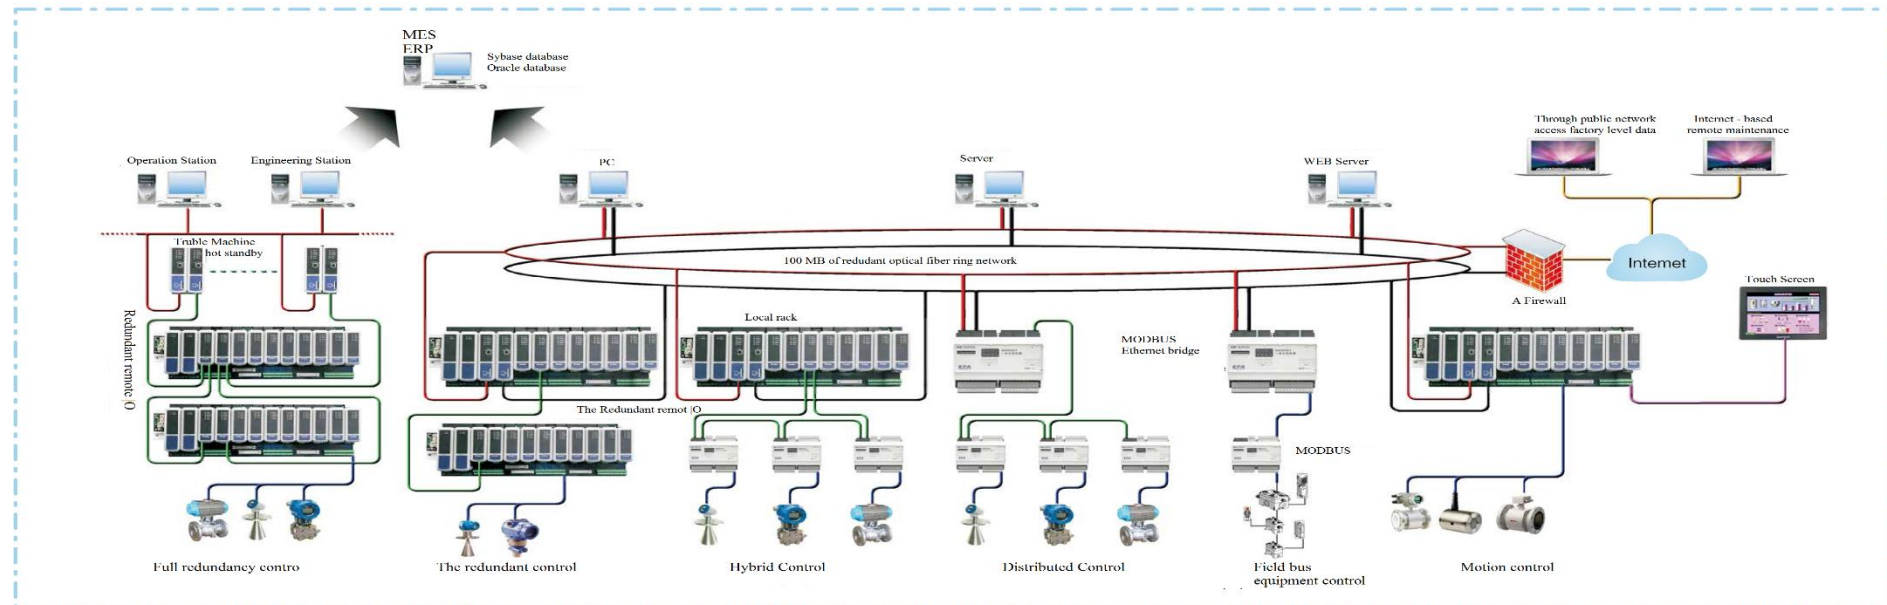 MES
ERP
Sybase database
Oracle database
Through public network
access factory level data
Internet - based
remote maintenance
Operation Station
Engineering Station
PC
Server
WEB Server
Truble Machine
hot standby
100 MB of redudant optical fiber ring network
Internet
A Firewall
Touch Screen
Redundant remote |O
Local rack
MODBUS
Ethernet bridge
The Redundant remot |O
MODBUS
Full redundancy contro
The redundant control
Hybrid Control
Distributed Control
Field bus
equipment control
Motion control